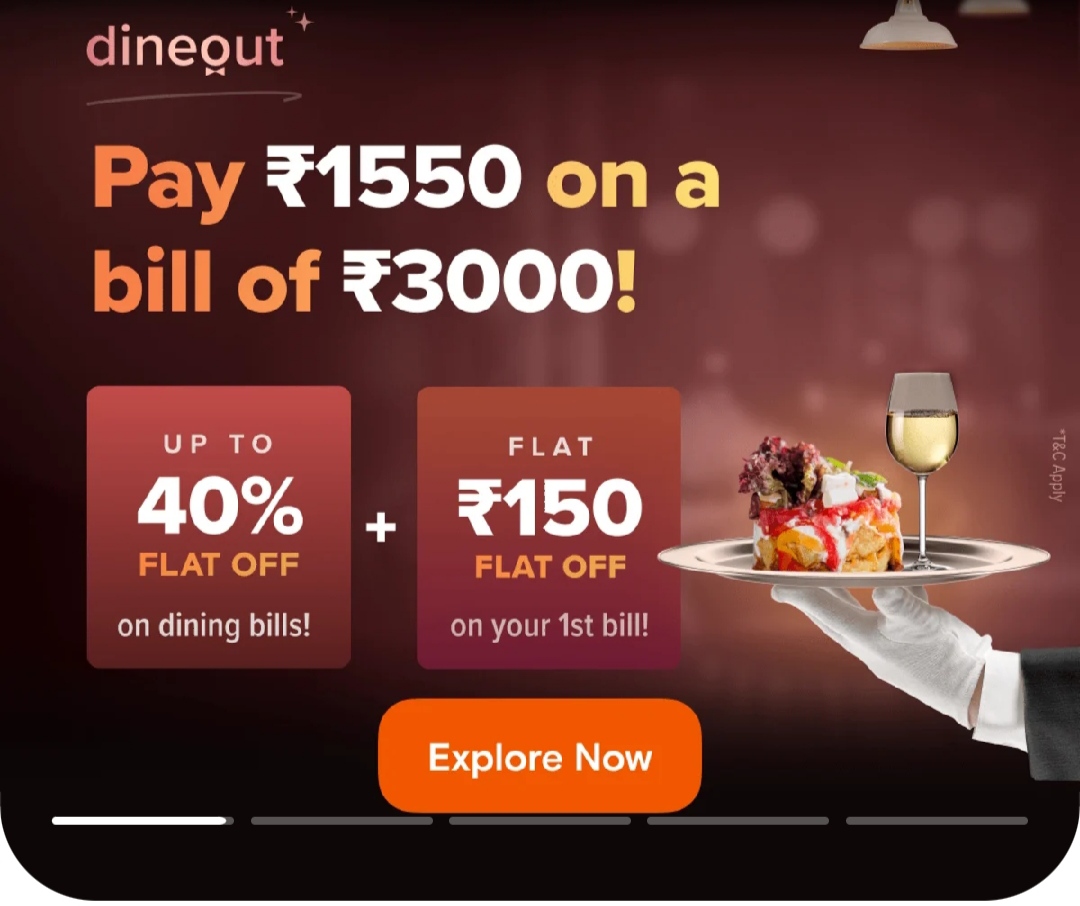 dineout
Pay ₹1550 on a
bill of ₹3000!
UP TO
40%
FLAT OFF
on dining bills!
+
FLAT
₹150
FLAT OFF
on your 1st bill!
*T&C Apply
Explore Now